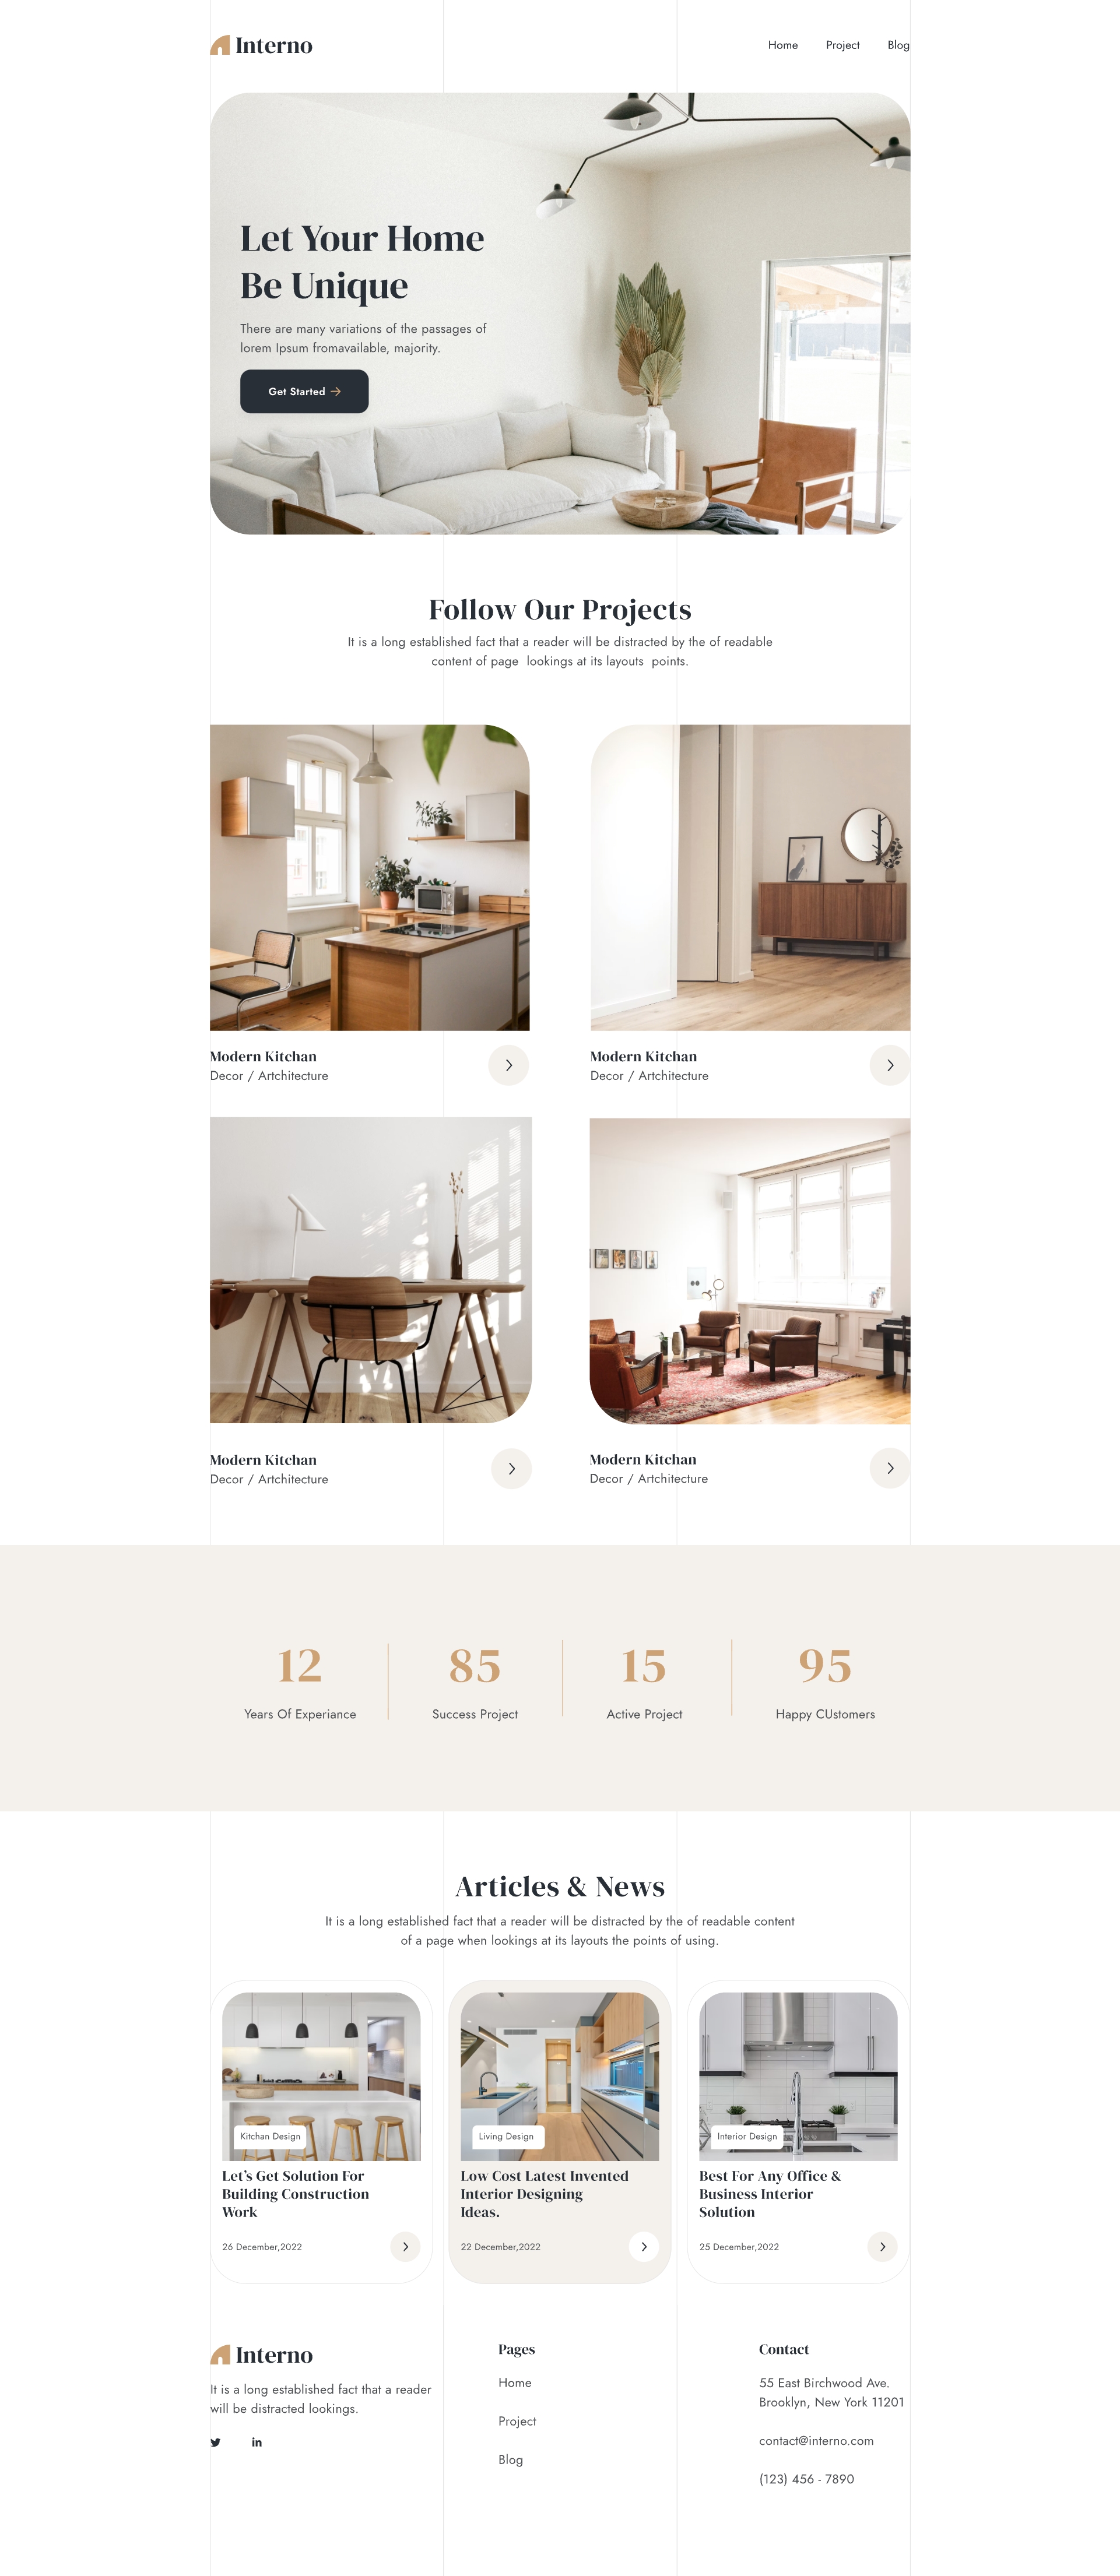 Interno
Home
Project
Blog
Let Your Home
Be Unique
There are many variations of the passages of
lorem Ipsum fromavailable, majority.
Get Started
Follow Our Projects
It is a long established fact that a reader will be distracted by the of readable
content of page lookings at its layouts points.
Modern Kitchan
Decor / Artchitecture
Modern Kitchan
Decor / Artchitecture
Modern Kitchan
Decor / Artchitecture
Modern Kitchan
Decor / Artchitecture
12
Years Of Experiance
85
Success Project
15
Active Project
95
Happy CUstomers
Articles & News
It is a long established fact that a reader will be distracted by the of readable content
of a page when lookings at its layouts the points of using.
Kitchan Design
Let's Get Solution For
Building Construction
Work
26 December,2022
Living Design
Low Cost Latest Invented
Interior Designing
Ideas.
22 December,2022
Interior Design
Best For Any Office &
Business Interior
Solution
25 December,2022
Interno
It is a long established fact that a reader
will be distracted lookings.
in
Pages
Home
Project
Blog
Contact
55 East Birchwood Ave.
Brooklyn, New York 11201
contact@interno.com
(123) 456 - 7890